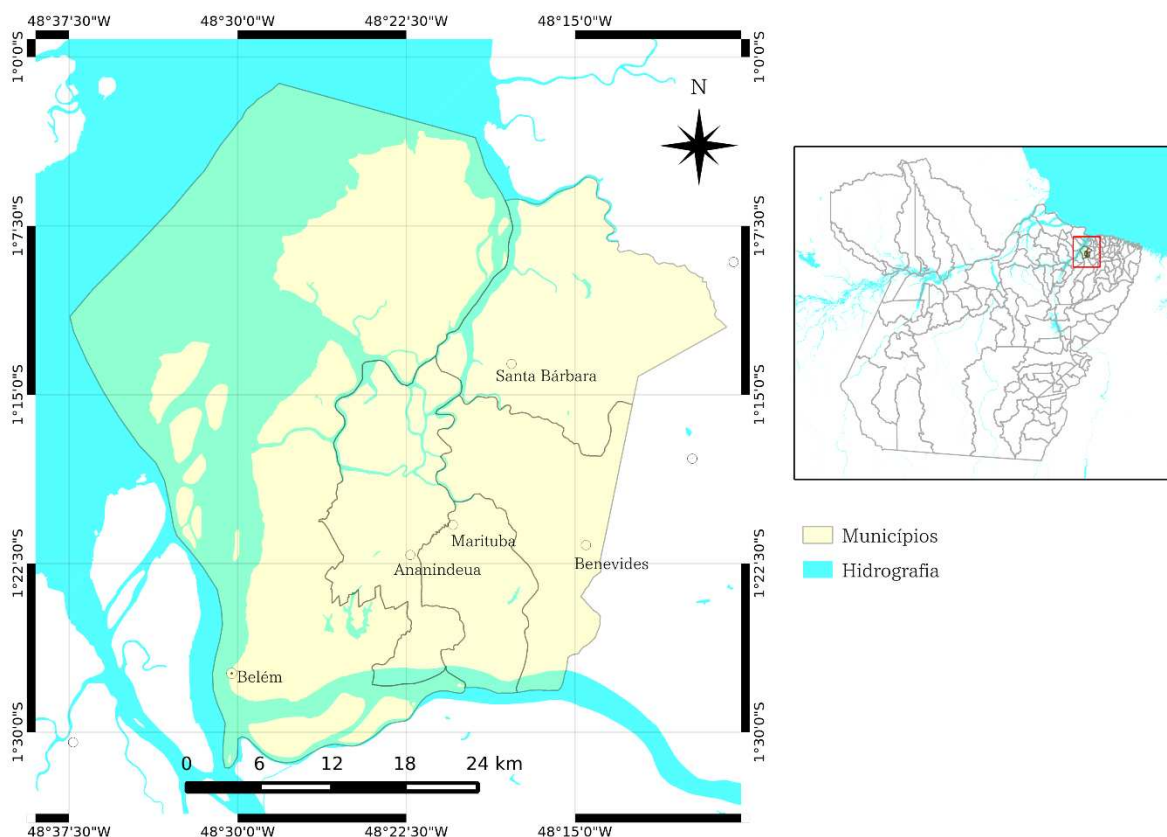 48°37'30"W 48°30'0"W 48°22'30"W 48°15'0"W
1°0'0"S 1°0'0"S
N
1°7'30"S 1°7'30"S
Santa Bárbara
1°15'0"S 1°15'0"S
Marituba
Ananindeua
Benevides
1°22'30"S 1°22'30"S
Belém
1°30'0"S 1°30'0"S
0 6 12 18 24 km
48°37'30"W 48°30'0"W 48°22'30"W 48°15'0"W
Municípios
Hidrografia